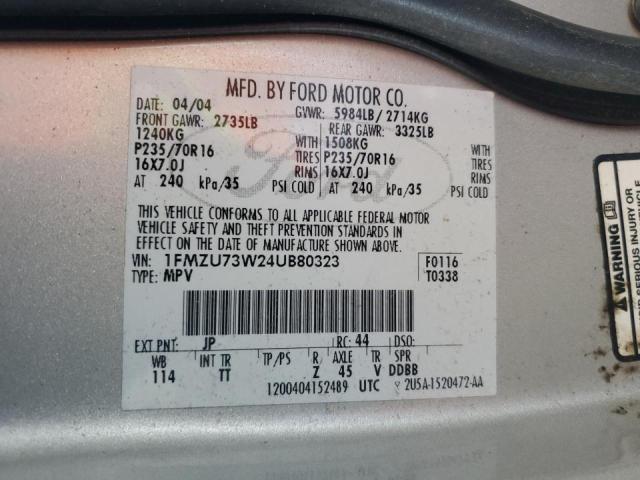 MFD. BY FORD MOTOR CO.
DATE: 04/04 GVWR: 5984LB/ 2714KG
FRONT GAWR: 2735LB REAR GAWR: 3325LB
1240KG WITH 1508KG WITH
P235/70R16 TIRES P235/70R16 TIRES
16X7.0J RIMS 16X7.0J RIMS
AT 240 kPa/35 PSI COLD AT 240 kPa/35 PSI COLD
THIS VEHICLE CONFORMS TO ALL APPLICABLE FEDERAL MOTOR
VEHICLE SAFETY AND THEFT PREVENTION STANDARDS IN
EFFECT ON THE DATE OF MANUFACTURE SHOWN ABOVE.
VIN: 1FMZU73W24UB80323 F0116
TYPE: MPV T0338
EXT PNT: JP RC: 44 DSO:
WB INT TR TP/PS R AXLE TR SPR
114 TT Z 45 V DDBB
1200404152489 UTC 2U5A-1520472-AA
Ford
WARNING
SERIOUS INJURY OR